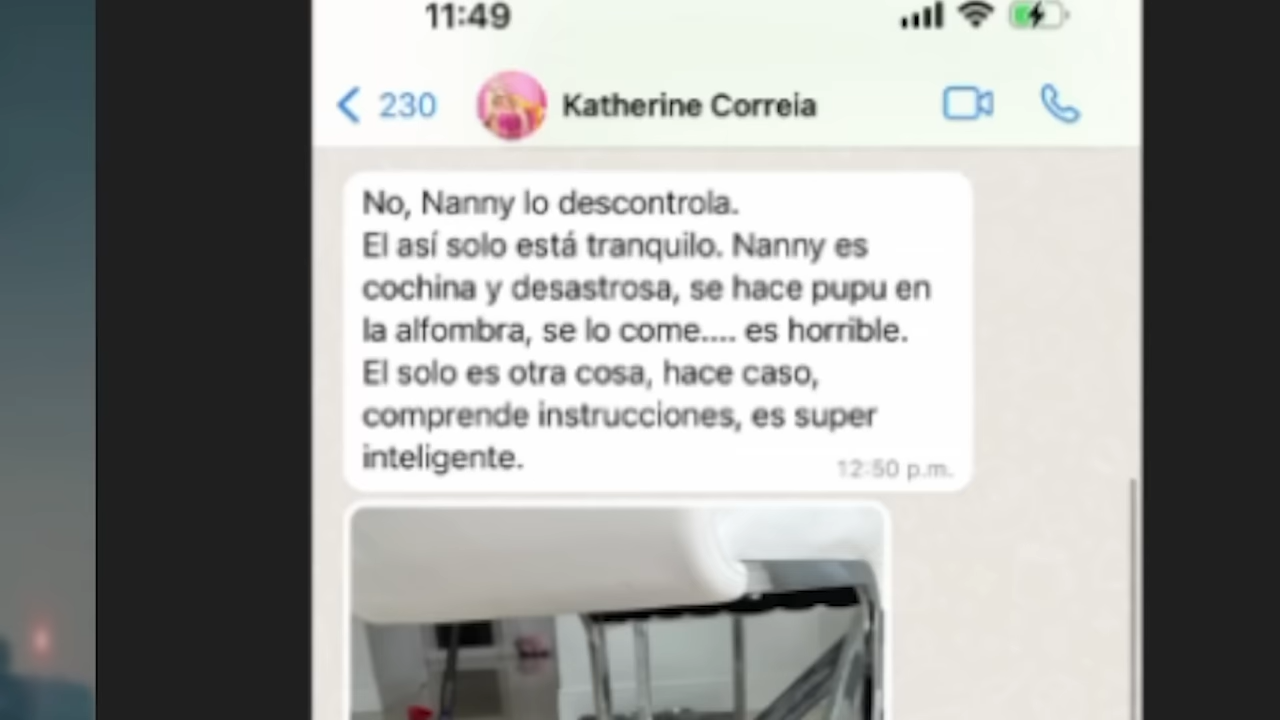 11:49
230
Katherine Correia
No, Nanny lo descontrola.
El así solo está tranquilo. Nanny es
cochina y desastrosa, se hace pupu en
la alfombra, se lo come.... es horrible.
El solo es otra cosa, hace caso,
comprende instrucciones, es super
inteligente.
12:50 p.m.